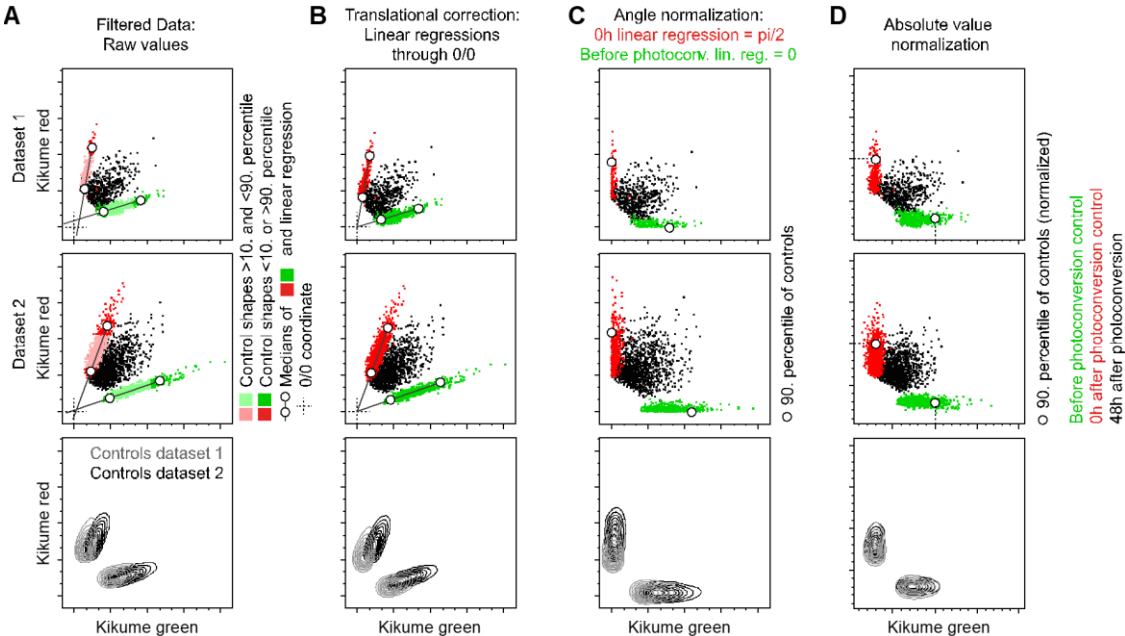 A
Filtered Data:
Raw values
B
Translational correction:
Linear regressions
through 0/0
C
Angle normalization:
0h linear regression = pi/2
Before photoconv. lin. reg. = 0
D
Absolute value
normalization
Dataset 1
Kikume red
Dataset 2
Kikume red
Kikume red
Control shapes >10. and <90. percentile
Control shapes <10. or >90. percentile
Medians of and linear regression
0/0 coordinate
90. percentile of controls
90. percentile of controls (normalized)
Before photoconversion control
0h after photoconversion control
48h after photoconversion
Controls dataset 1
Controls dataset 2
Kikume green
Kikume green
Kikume green
Kikume green